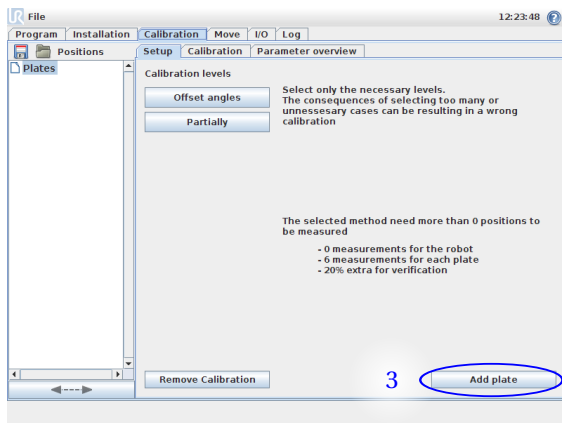 UR File 12:23:48 ?
Program Installation Calibration Move I/O Log
Positions Setup Calibration Parameter overview
Plates
Calibration levels
Offset angles
Partially
Select only the necessary levels.
The consequences of selecting too many or
unnessesary cases can be resulting in a wrong
calibration
The selected method need more than 0 positions to
be measured
- 0 measurements for the robot
- 6 measurements for each plate
- 20% extra for verification
Remove Calibration 3 Add plate